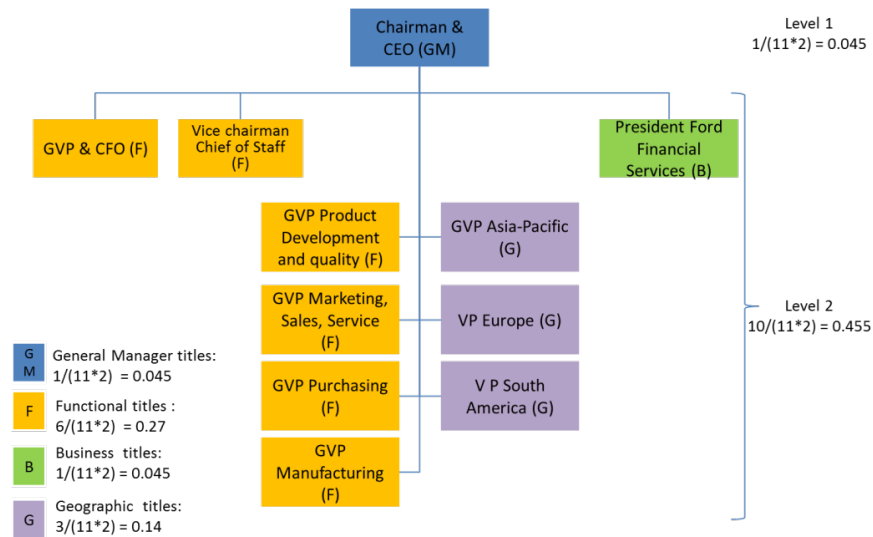 Chairman &
CEO (GM)
Level 1
1/(11*2) = 0.045
GVP & CFO (F)
Vice chairman
Chief of Staff
(F)
President Ford
Financial
Services (B)
GVP Product
Development
and quality (F)
GVP Asia-Pacific
(G)
GVP Marketing,
Sales, Service
(F)
VP Europe (G)
Level 2
10/(11*2) = 0.455
GVP Purchasing
(F)
V P South
America (G)
GVP
Manufacturing
(F)
G
M
General Manager titles:
1/(11*2) = 0.045
F
Functional titles :
6/(11*2) = 0.27
B
Business titles:
1/(11*2) = 0.045
G
Geographic titles:
3/(11*2) = 0.14